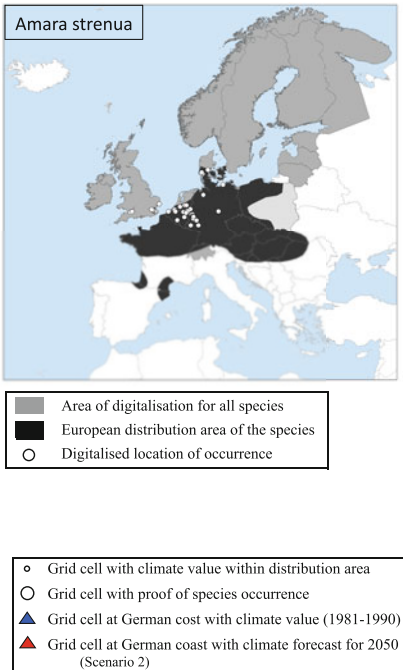 Amara strenua
Area of digitalisation for all species
European distribution area of the species
Digitalised location of occurrence
Grid cell with climate value within distribution area
Grid cell with proof of species occurrence
Grid cell at German cost with climate value (1981-1990)
Grid cell at German coast with climate forecast for 2050
(Scenario 2)